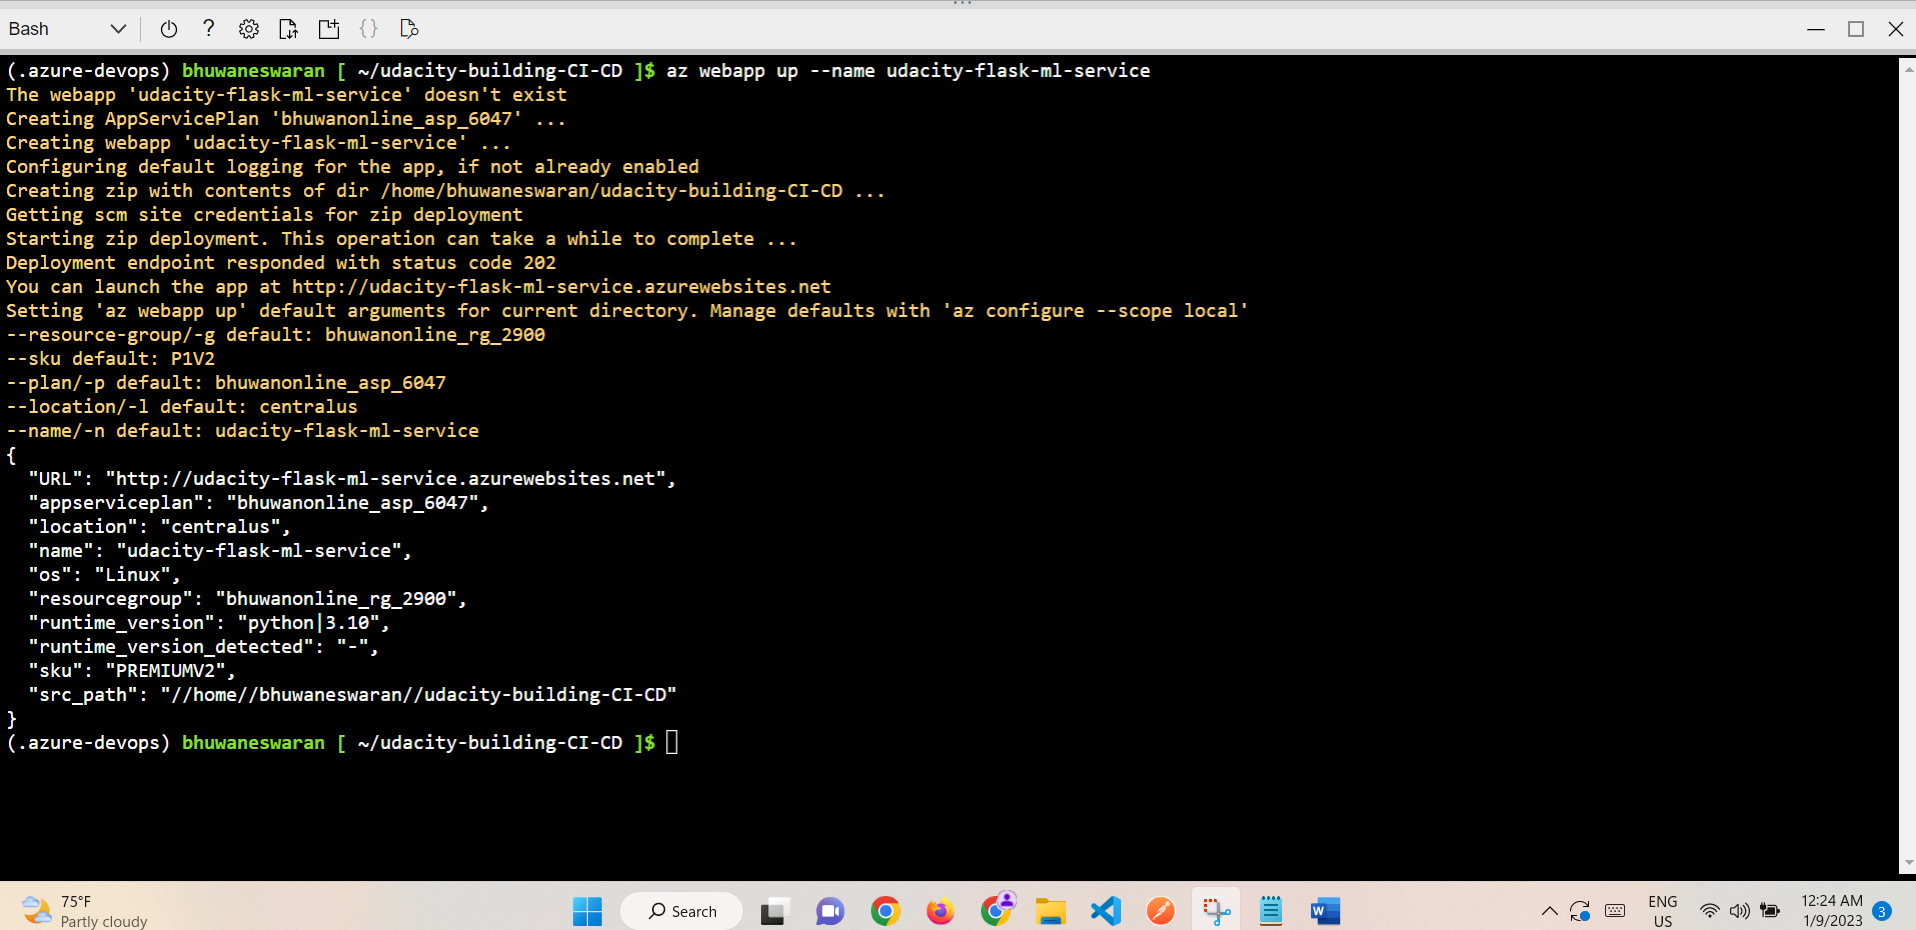 Bash
(.azure-devops) bhuwaneswaran [ ~/udacity-building-CI-CD ]$ az webapp up --name udacity-flask-ml-service
The webapp 'udacity-flask-ml-service' doesn't exist
Creating AppServicePlan 'bhuwanonline_asp_6047' ...
Creating webapp 'udacity-flask-ml-service' ...
Configuring default logging for the app, if not already enabled
Creating zip with contents of dir /home/bhuwaneswaran/udacity-building-CI-CD ...
Getting scm site credentials for zip deployment
Starting zip deployment. This operation can take a while to complete ...
Deployment endpoint responded with status code 202
You can launch the app at http://udacity-flask-ml-service.azurewebsites.net
Setting 'az webapp up' default arguments for current directory. Manage defaults with 'az configure --scope local'
--resource-group/-g default: bhuwanonline_rg_2900
--sku default: P1V2
--plan/-p default: bhuwanonline_asp_6047
--location/-l default: centralus
--name/-n default: udacity-flask-ml-service
{
  "URL": "http://udacity-flask-ml-service.azurewebsites.net",
  "appserviceplan": "bhuwanonline_asp_6047",
  "location": "centralus",
  "name": "udacity-flask-ml-service",
  "os": "Linux",
  "resourcegroup": "bhuwanonline_rg_2900",
  "runtime_version": "python|3.10",
  "runtime_version_detected": "-",
  "sku": "PREMIUMV2",
  "src_path": "//home//bhuwaneswaran//udacity-building-CI-CD"
}
(.azure-devops) bhuwaneswaran [ ~/udacity-building-CI-CD ]$
75°F
Partly cloudy
Search
ENG
US
12:24 AM
1/9/2023
3